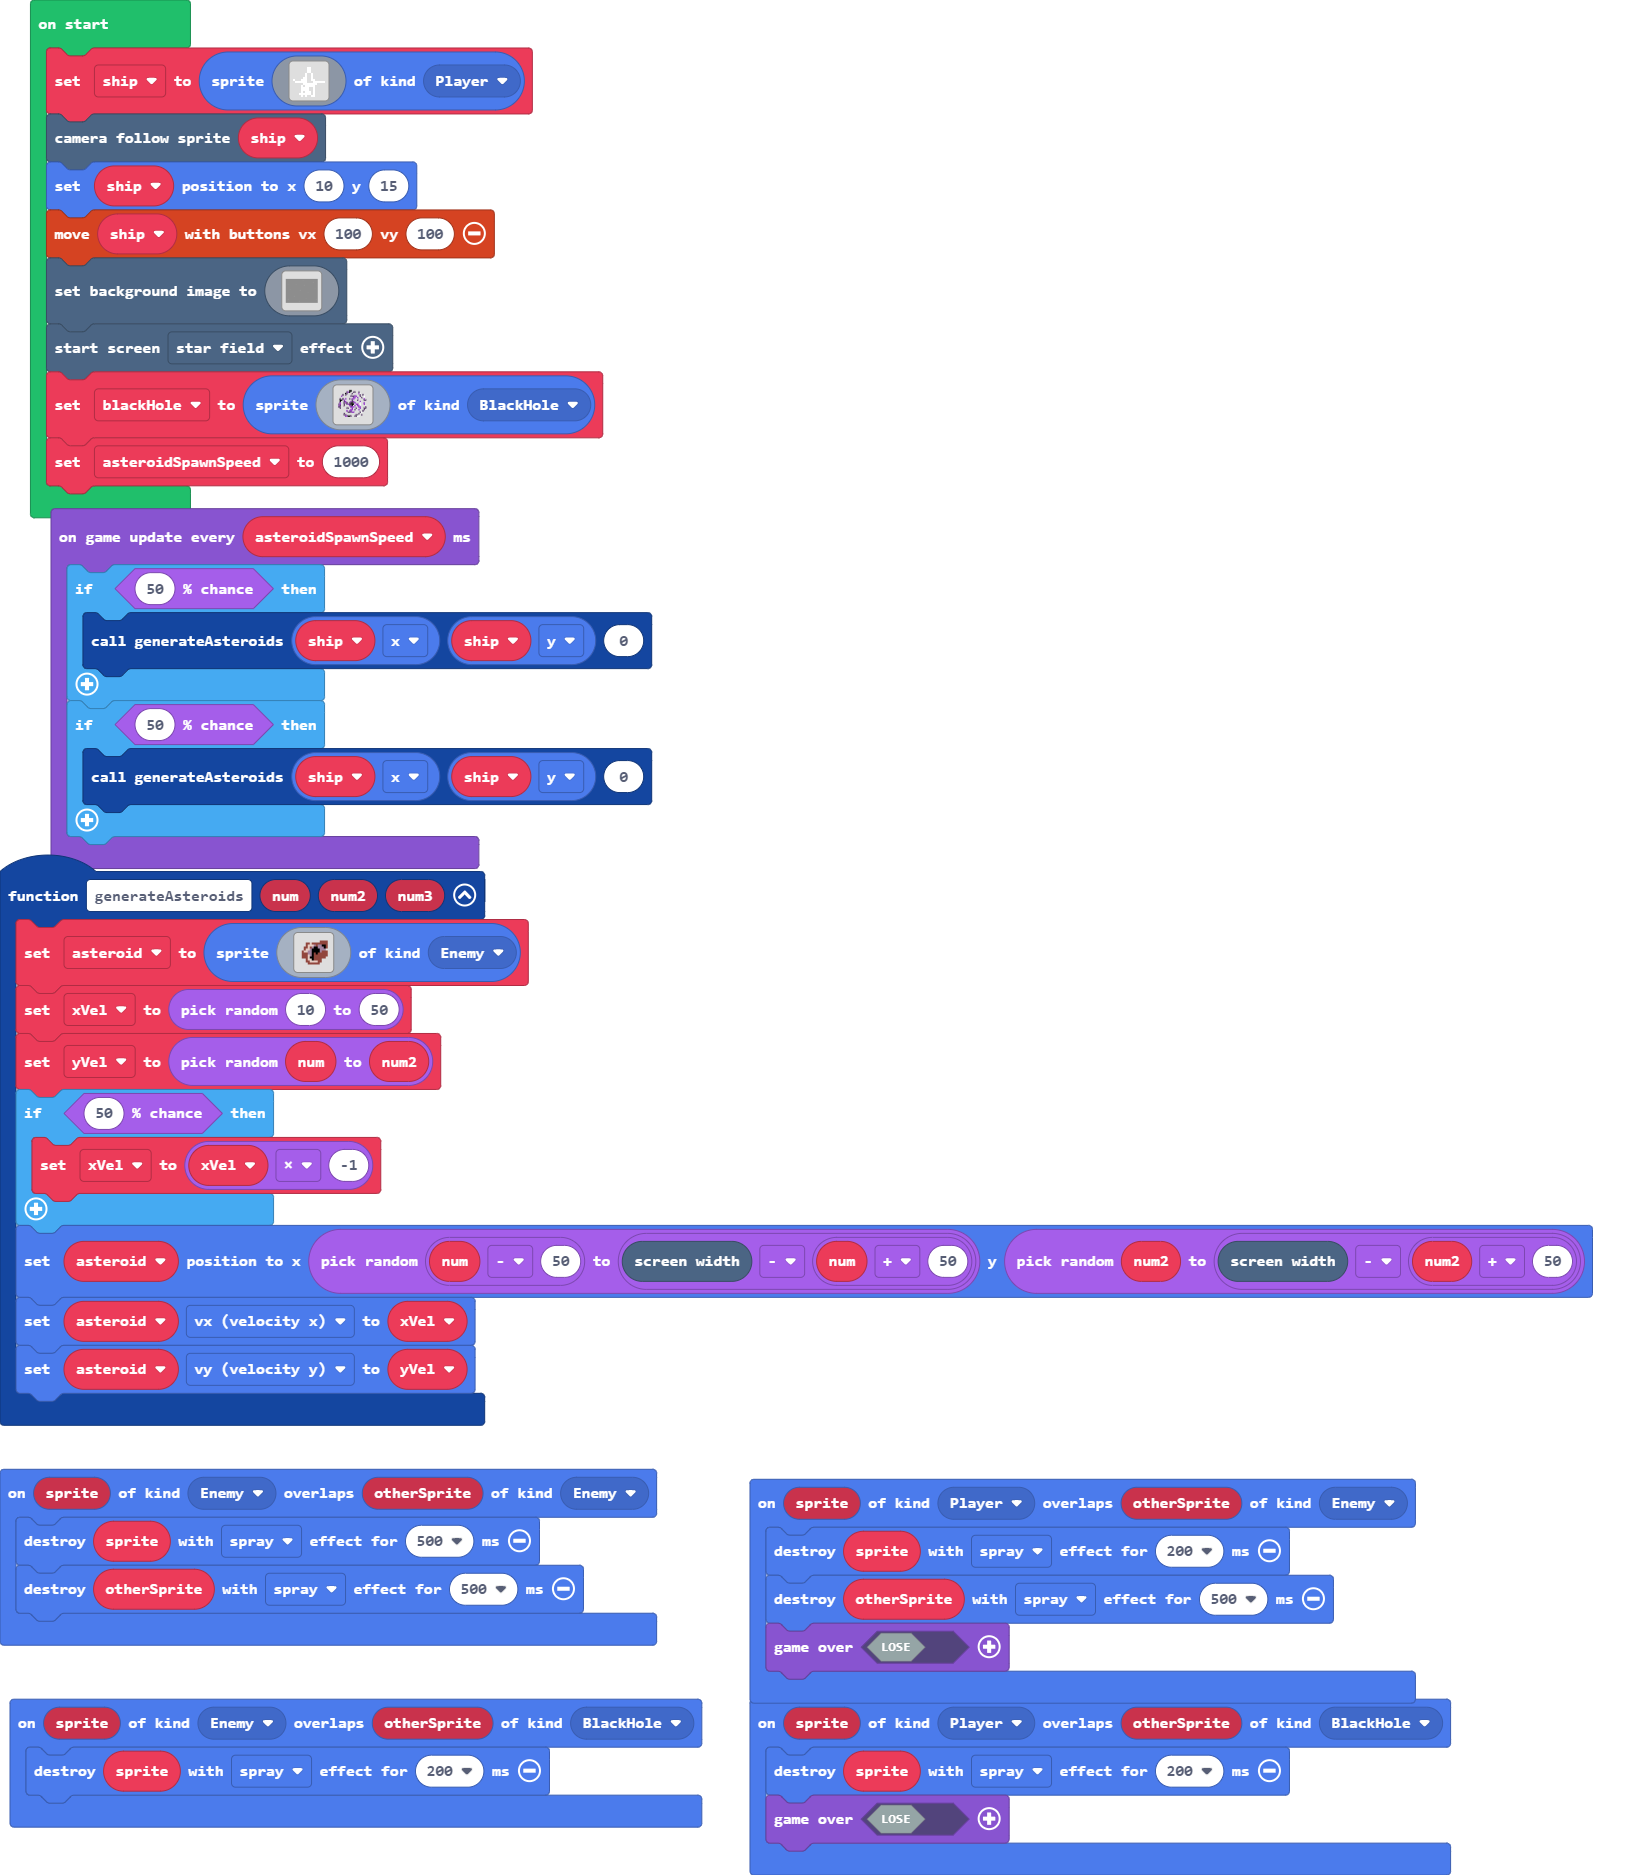 on start
set ship to sprite of kind Player
camera follow sprite ship
set ship position to x 10 y 15
move ship with buttons vx 100 vy 100
set background image to
start screen star field effect
set blackHole to sprite of kind BlackHole
set asteroidSpawnSpeed to 1000
on game update every asteroidSpawnSpeed ms
if 50 % chance then
call generateAsteroids ship x ship y 0
if 50 % chance then
call generateAsteroids ship x ship y 0
function generateAsteroids num num2 num3
set asteroid to sprite of kind Enemy
set xVel to pick random 10 to 50
set yVel to pick random num to num2
if 50 % chance then
set xVel to xVel × -1
set asteroid position to x pick random num - 50 to screen width - num + 50 y pick random num2 to screen width - num2 + 50
set asteroid vx (velocity x) to xVel
set asteroid vy (velocity y) to yVel
on sprite of kind Enemy overlaps otherSprite of kind Enemy
destroy sprite with spray effect for 500 ms
destroy otherSprite with spray effect for 500 ms
on sprite of kind Player overlaps otherSprite of kind Enemy
destroy sprite with spray effect for 200 ms
destroy otherSprite with spray effect for 500 ms
game over LOSE
on sprite of kind Enemy overlaps otherSprite of kind BlackHole
destroy sprite with spray effect for 200 ms
on sprite of kind Player overlaps otherSprite of kind BlackHole
destroy sprite with spray effect for 200 ms
game over LOSE